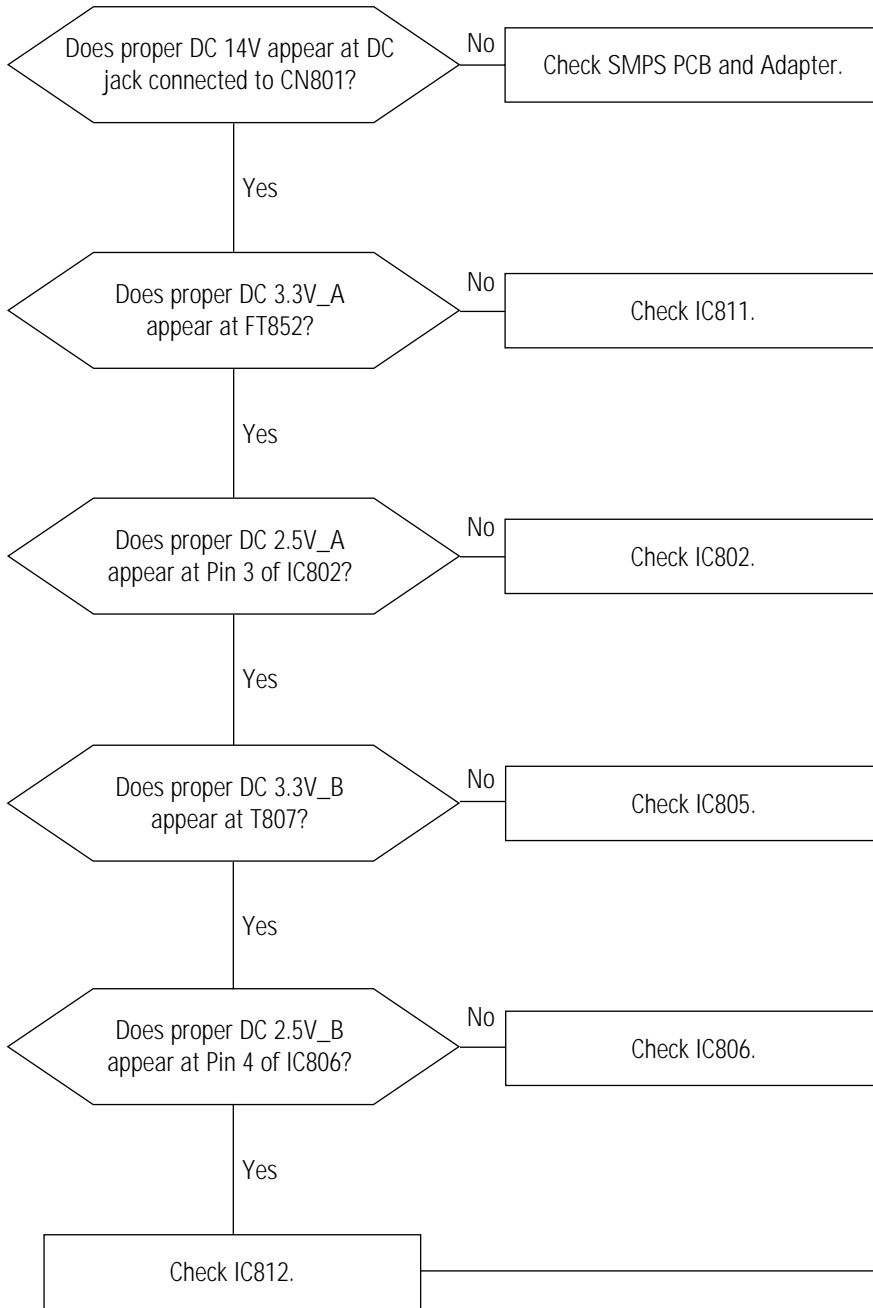 Does proper DC 14V appear at DC
jack connected to CN801?
No
Check SMPS PCB and Adapter.
Yes
Does proper DC 3.3V_A
appear at FT852?
No
Check IC811.
Yes
Does proper DC 2.5V_A
appear at Pin 3 of IC802?
No
Check IC802.
Yes
Does proper DC 3.3V_B
appear at T807?
No
Check IC805.
Yes
Does proper DC 2.5V_B
appear at Pin 4 of IC806?
No
Check IC806.
Yes
Check IC812.